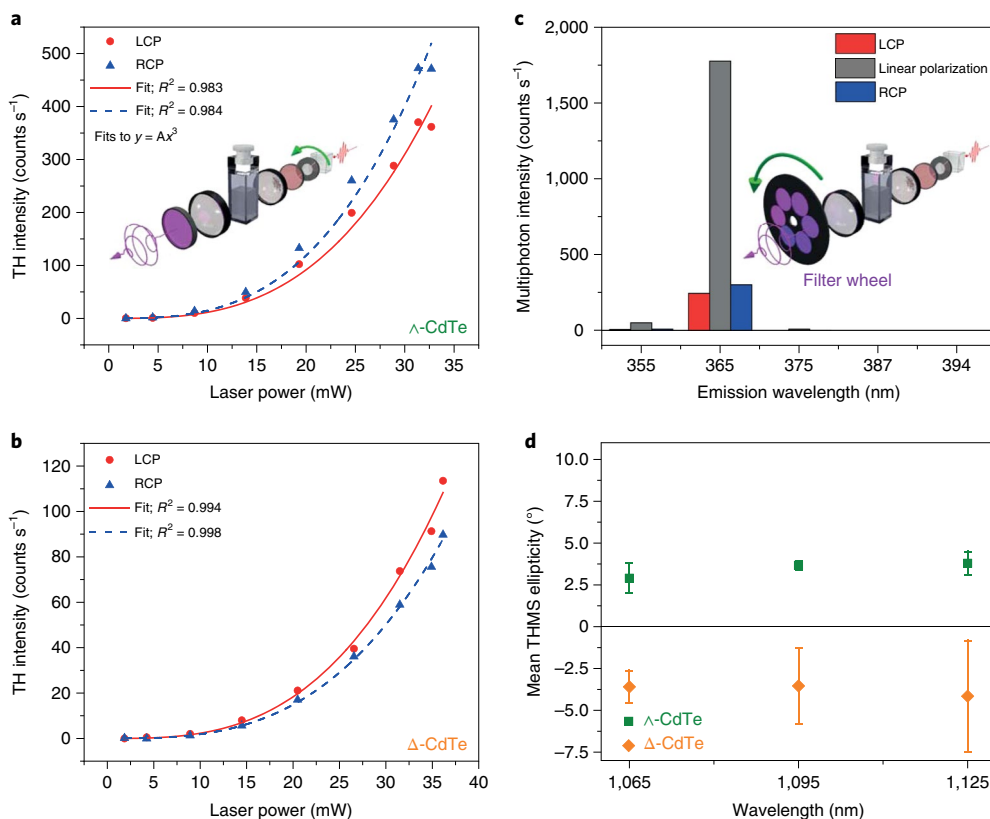 a
LCP
RCP
Fit; R² = 0.983
Fit; R² = 0.984
Fits to y = Ax³
TH intensity (counts s⁻¹)
500
400
300
200
100
0
0 5 10 15 20 25 30 35
Laser power (mW)
Λ-CdTe
b
LCP
RCP
Fit; R² = 0.994
Fit; R² = 0.998
TH intensity (counts s⁻¹)
120
100
80
60
40
20
0
0 5 10 15 20 25 30 35 40
Laser power (mW)
Δ-CdTe
c
LCP
Linear polarization
RCP
Filter wheel
Multiphoton intensity (counts s⁻¹)
2,000
1,500
1,000
500
0
355 365 375 387 394
Emission wavelength (nm)
d
Mean THMS ellipticity (°)
10.0
7.5
5.0
2.5
0
−2.5
−5.0
−7.5
Λ-CdTe
Δ-CdTe
1,065 1,095 1,125
Wavelength (nm)